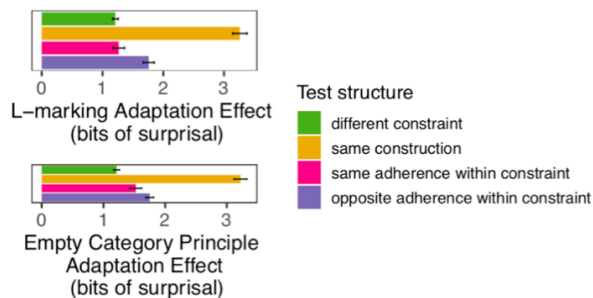 0 1 2 3
L−marking Adaptation Effect
(bits of surprisal)
0 1 2 3
Empty Category Principle
Adaptation Effect
(bits of surprisal)
Test structure
different constraint
same construction
same adherence within constraint
opposite adherence within constraint